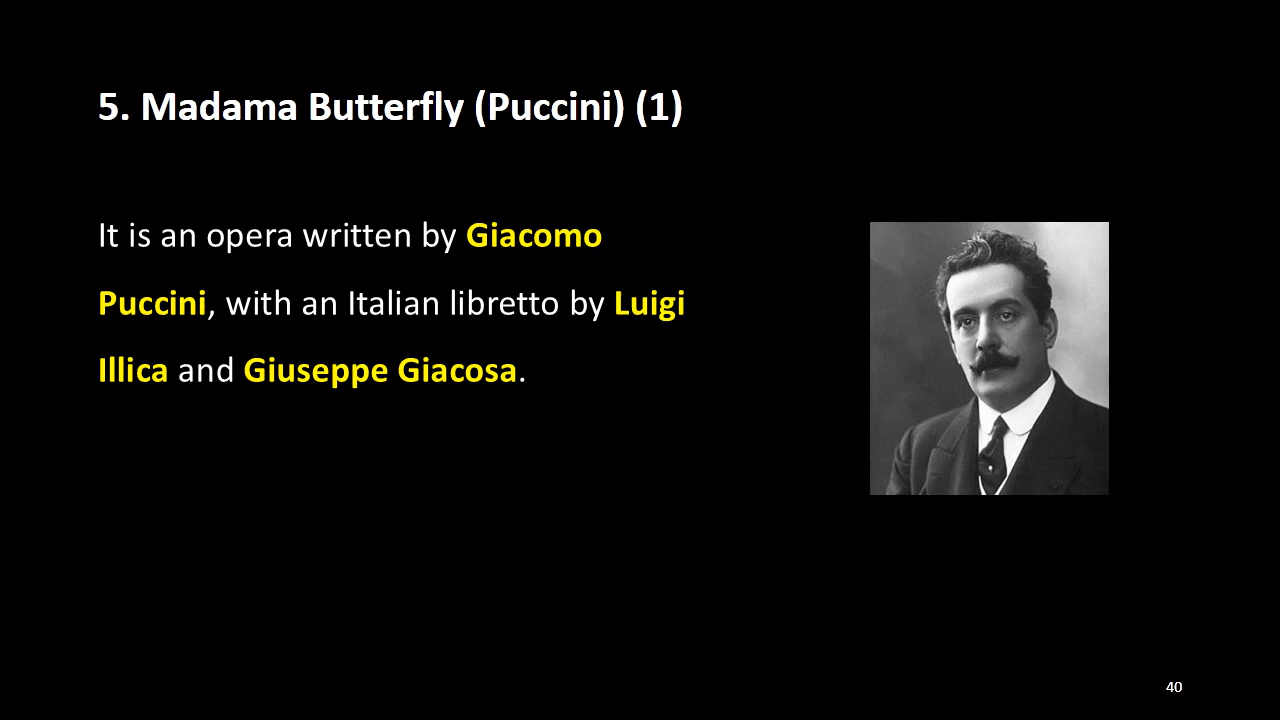 5. Madama Butterfly (Puccini) (1)
It is an opera written by Giacomo
Puccini, with an Italian libretto by Luigi
Illica and Giuseppe Giacosa.
40